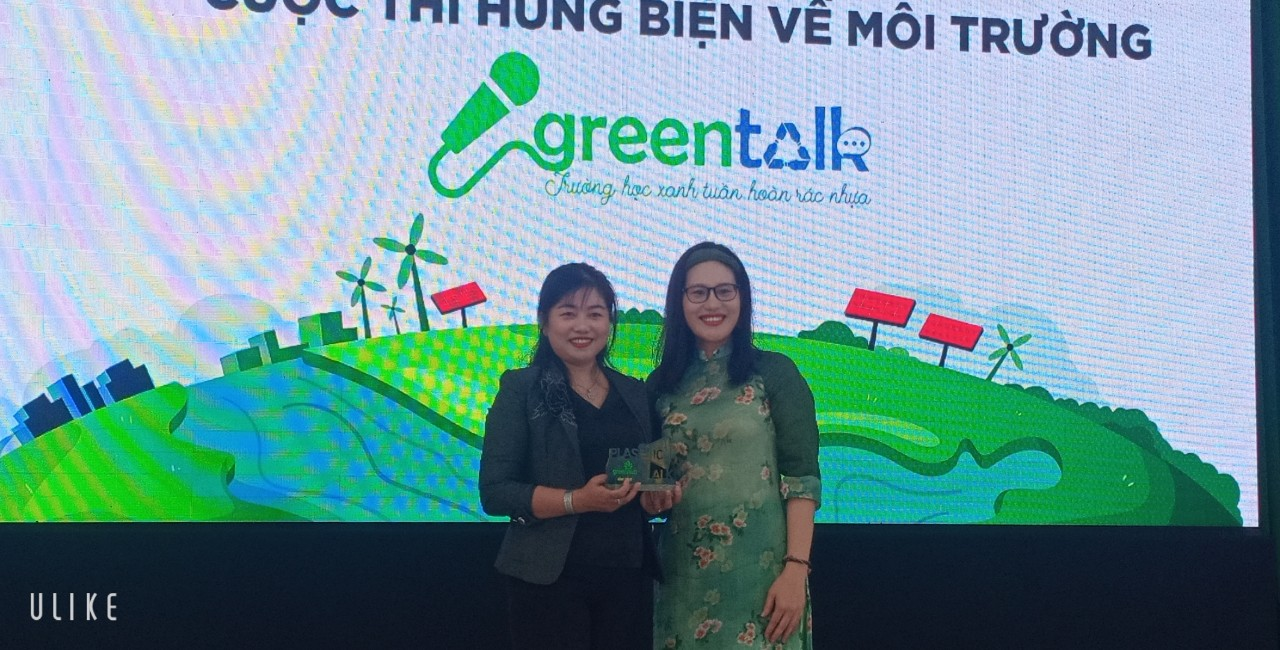 CUỘC THI HÙNG BIỆN VỀ MÔI TRƯỜNG
greentalk
Trường học xanh tuần hoàn rác nhựa
ULIKE